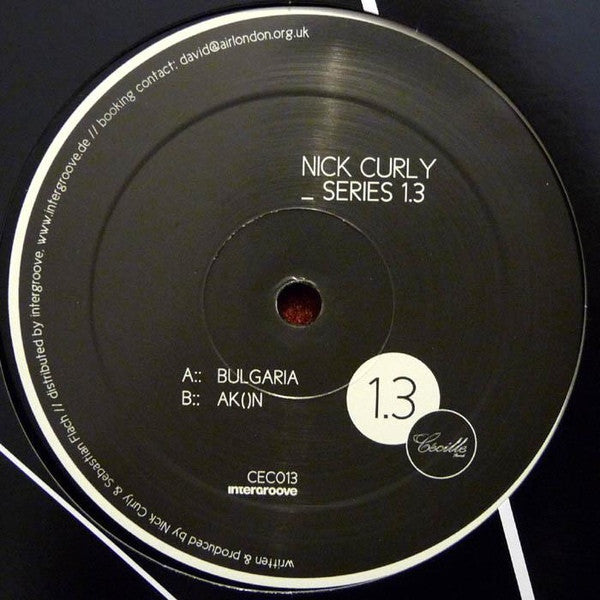 NICK CURLY
_ SERIES 1.3
A:: BULGARIA
B:: AK()N
1.3
Cécille
CEC013
intergroove
written & produced by Nick Curly & Sebastian Flach // distributed by intergroove, www.intergroove.de // booking contact: david@airlondon.org.uk